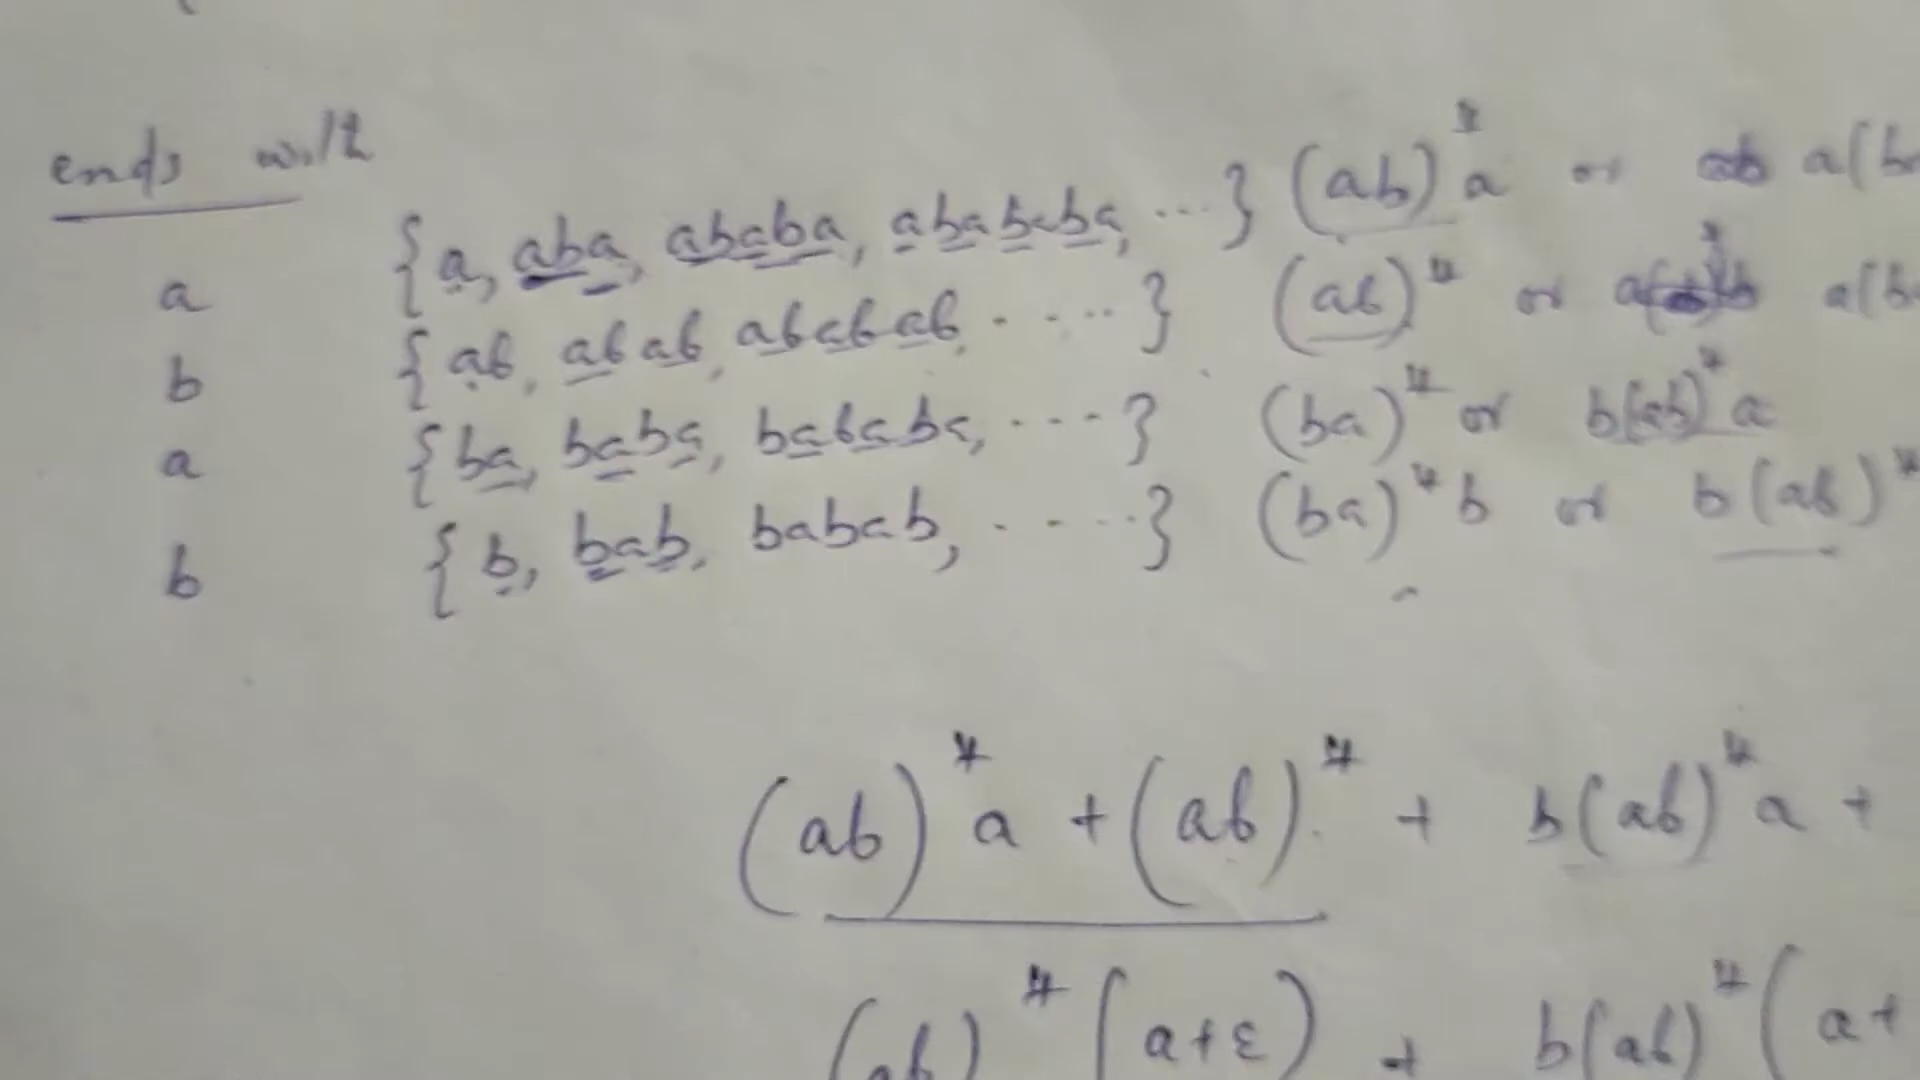 ends with
a {a, aba, ababa, abababa, ...} (ab)* a or a(b
b {ab, abab, ababab, ....} (ab)* or a(b
a {ba, baba, bababa, ....} (ba)* or b(ab)* a
b {b, bab, babab, ....} (ba)* b or b(ab)*
(ab)* a + (ab)* + b(ab)* a +
(ab)* (a+ε) + b(ab)* (a+